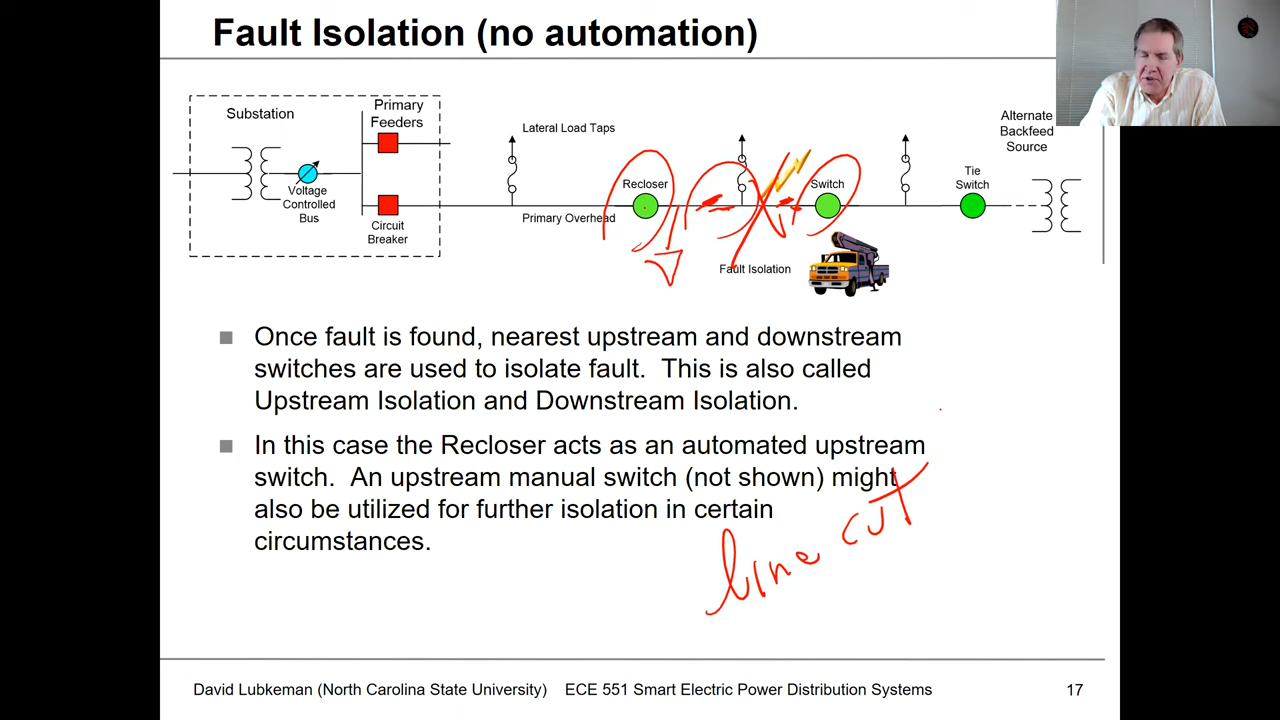 Fault Isolation (no automation)
Substation
Primary
Feeders
Lateral Load Taps
Alternate
Backfeed
Source
Voltage
Controlled
Bus
Circuit
Breaker
Recloser
Primary Overhead
Switch
Tie
Switch
Fault Isolation
Once fault is found, nearest upstream and downstream
switches are used to isolate fault. This is also called
Upstream Isolation and Downstream Isolation.
In this case the Recloser acts as an automated upstream
switch. An upstream manual switch (not shown) might
also be utilized for further isolation in certain
circumstances.
line cut
David Lubkeman (North Carolina State University) ECE 551 Smart Electric Power Distribution Systems 17